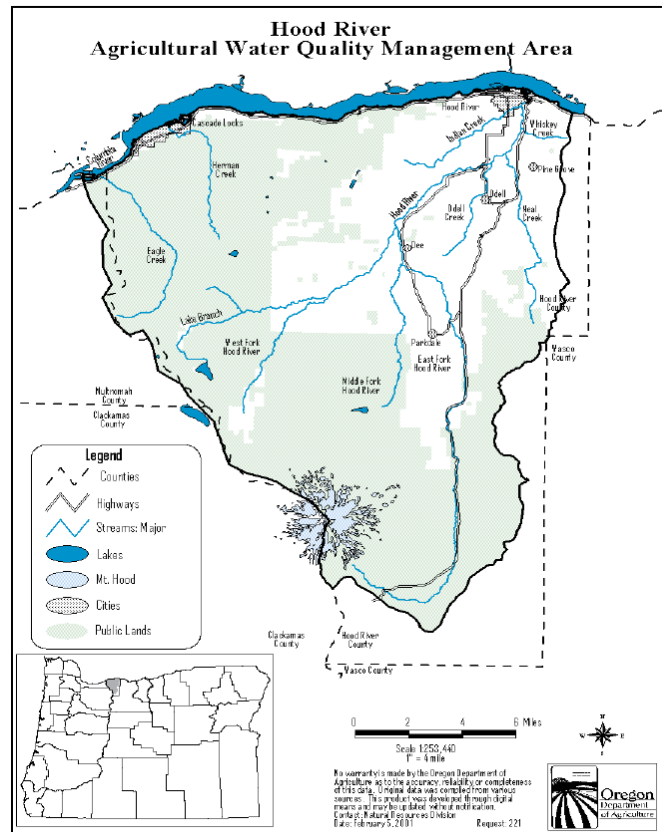 Hood River
Agricultural Water Quality Management Area
Hood River
Cascade Locks
Indian Creek
Whiskey
Creek
Columbia
River
Herman
Creek
Pine Grove
Hood River
Odell
Odell
Creek
Neal
Creek
Dee
Eagle
Creek
Hood River
County
Lake Branch
West Fork
Hood River
Parkdale
East Fork
Hood River
Wasco
County
Middle Fork
Hood River
Multnomah
County
Clackamas
County
Legend
Counties
Highways
Streams: Major
Lakes
Mt. Hood
Cities
Public Lands
Clackamas
County
Hood River
County
Wasco County
0 2 4 6 Miles
Scale 1:253,440
1" = 4 mile
N
W E
S
No warranty is made by the Oregon Department of
Agriculture as to the accuracy, reliability or completeness
of this data. Original data was compiled from various
sources. This product was developed through digital
means and may be updated without notification.
Contact: Natural Resources Division
Date: February 5, 2001 Request: 221
Oregon
Department
of Agriculture